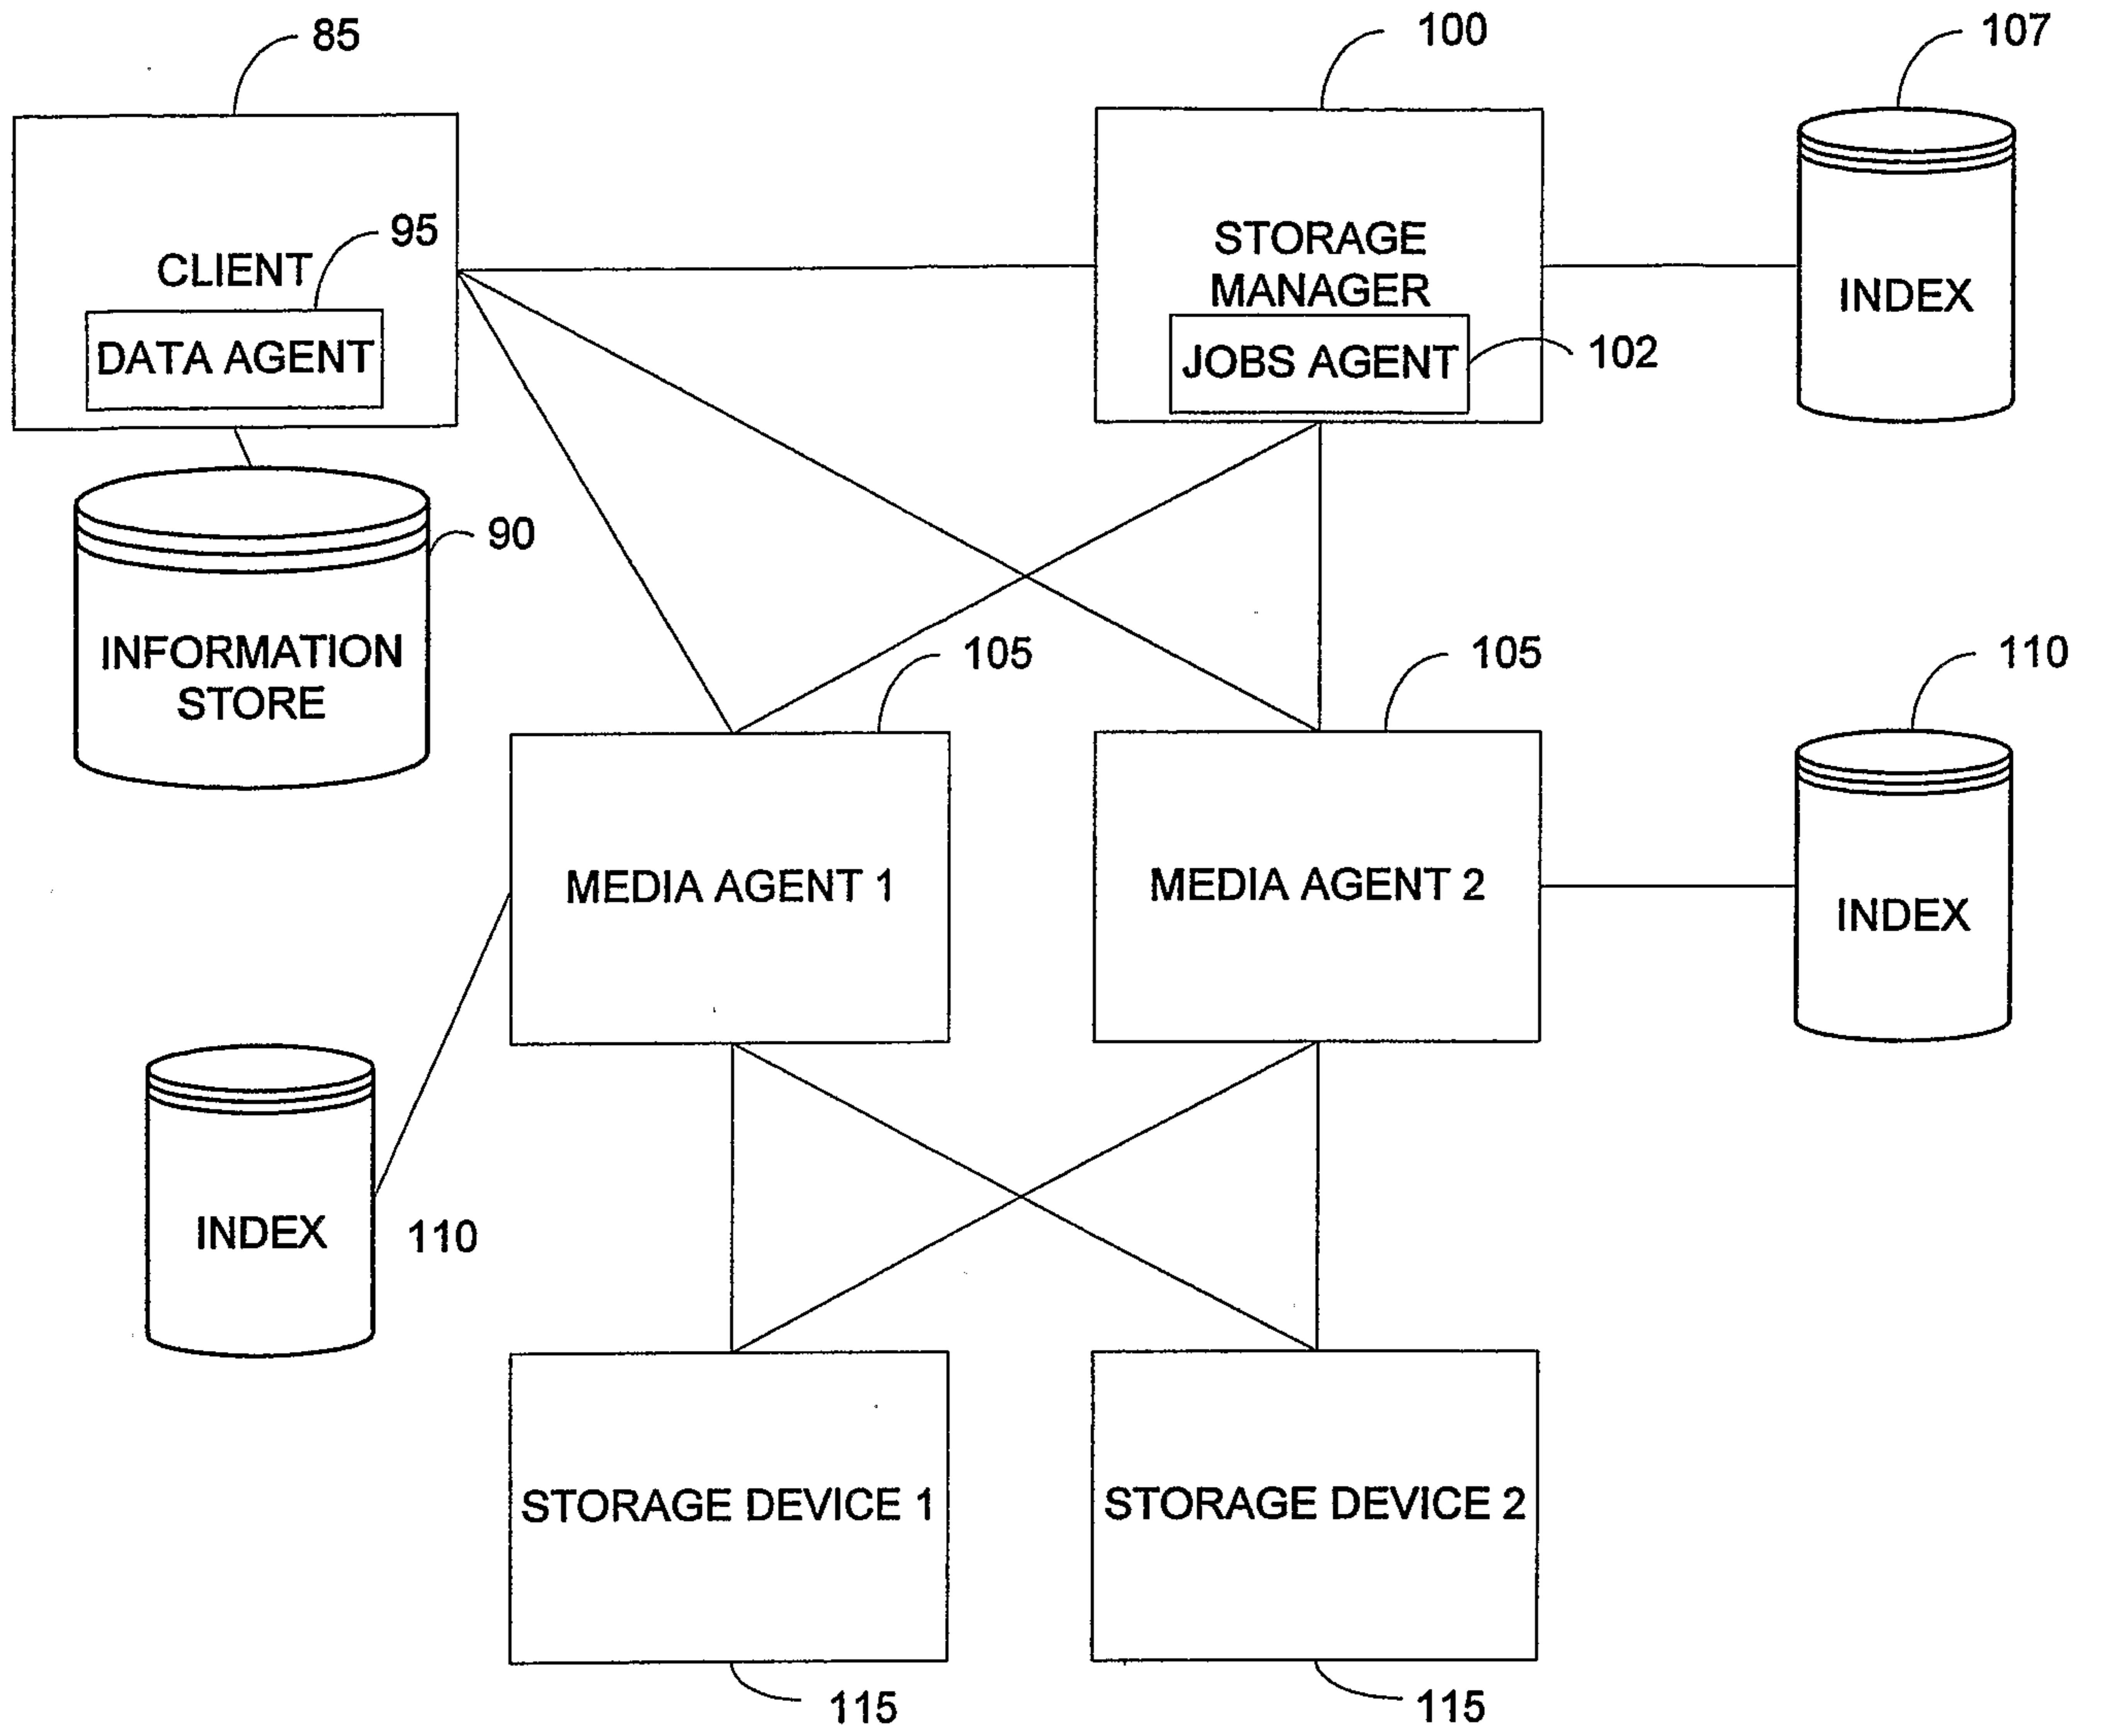 85
100
107
95
CLIENT
DATA AGENT
STORAGE
MANAGER
JOBS AGENT
102
INDEX
90
INFORMATION
STORE
105
105
110
MEDIA AGENT 1
MEDIA AGENT 2
INDEX
INDEX
110
STORAGE DEVICE 1
STORAGE DEVICE 2
115
115